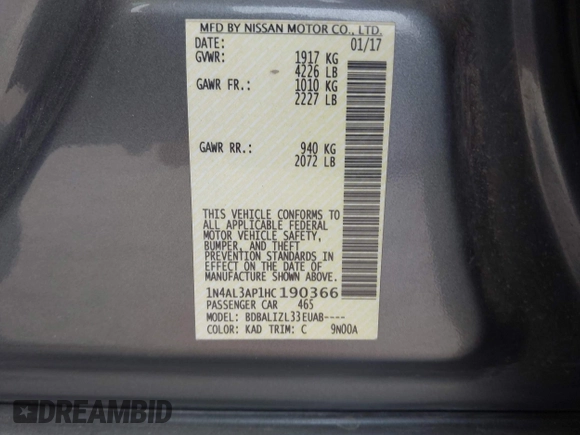 MFD BY NISSAN MOTOR CO., LTD.
DATE: 01/17
GVWR: 1917 KG
4226 LB
GAWR FR.: 1010 KG
2227 LB
GAWR RR.: 940 KG
2072 LB
THIS VEHICLE CONFORMS TO
ALL APPLICABLE FEDERAL
MOTOR VEHICLE SAFETY,
BUMPER, AND THEFT
PREVENTION STANDARDS IN
EFFECT ON THE DATE OF
MANUFACTURE SHOWN ABOVE.
1N4AL3AP1HC190366
PASSENGER CAR 465
MODEL: BDBALIZL33EUAB----
COLOR: KAD TRIM: C 9N00A
DREAMBID